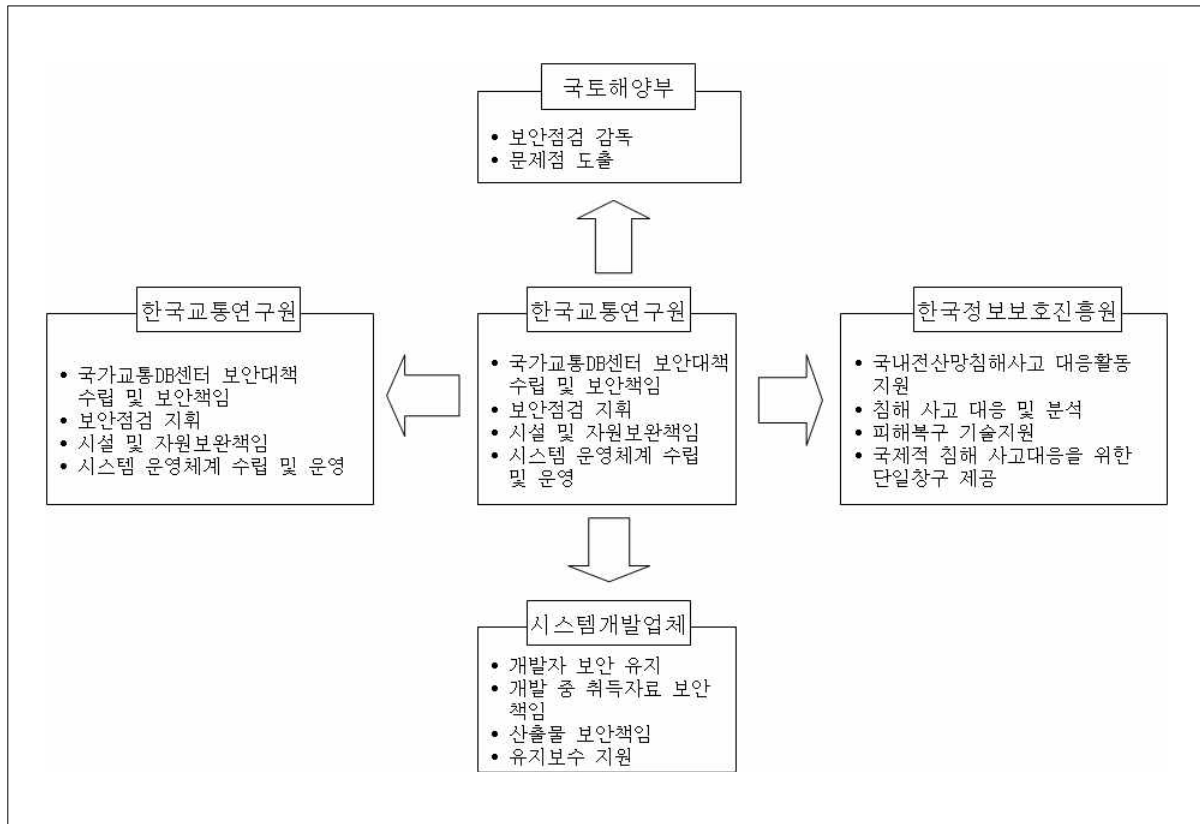 국토해양부
• 보안점검 감독
• 문제점 도출
한국교통연구원
• 국가교통DB센터 보안대책
수립 및 보안책임
• 보안점검 지휘
• 시설 및 자원보완책임
• 시스템 운영체계 수립 및 운영
한국교통연구원
• 국가교통DB센터 보안대책
수립 및 보안책임
• 보안점검 지휘
• 시설 및 자원보완책임
• 시스템 운영체계 수립
및 운영
한국정보보호진흥원
• 국내전산망침해사고 대응활동
지원
• 침해 사고 대응 및 분석
• 피해복구 기술지원
• 국제적 침해 사고대응을 위한
단일창구 제공
시스템개발업체
• 개발자 보안 유지
• 개발 중 취득자료 보안
책임
• 산출물 보안책임
• 유지보수 지원